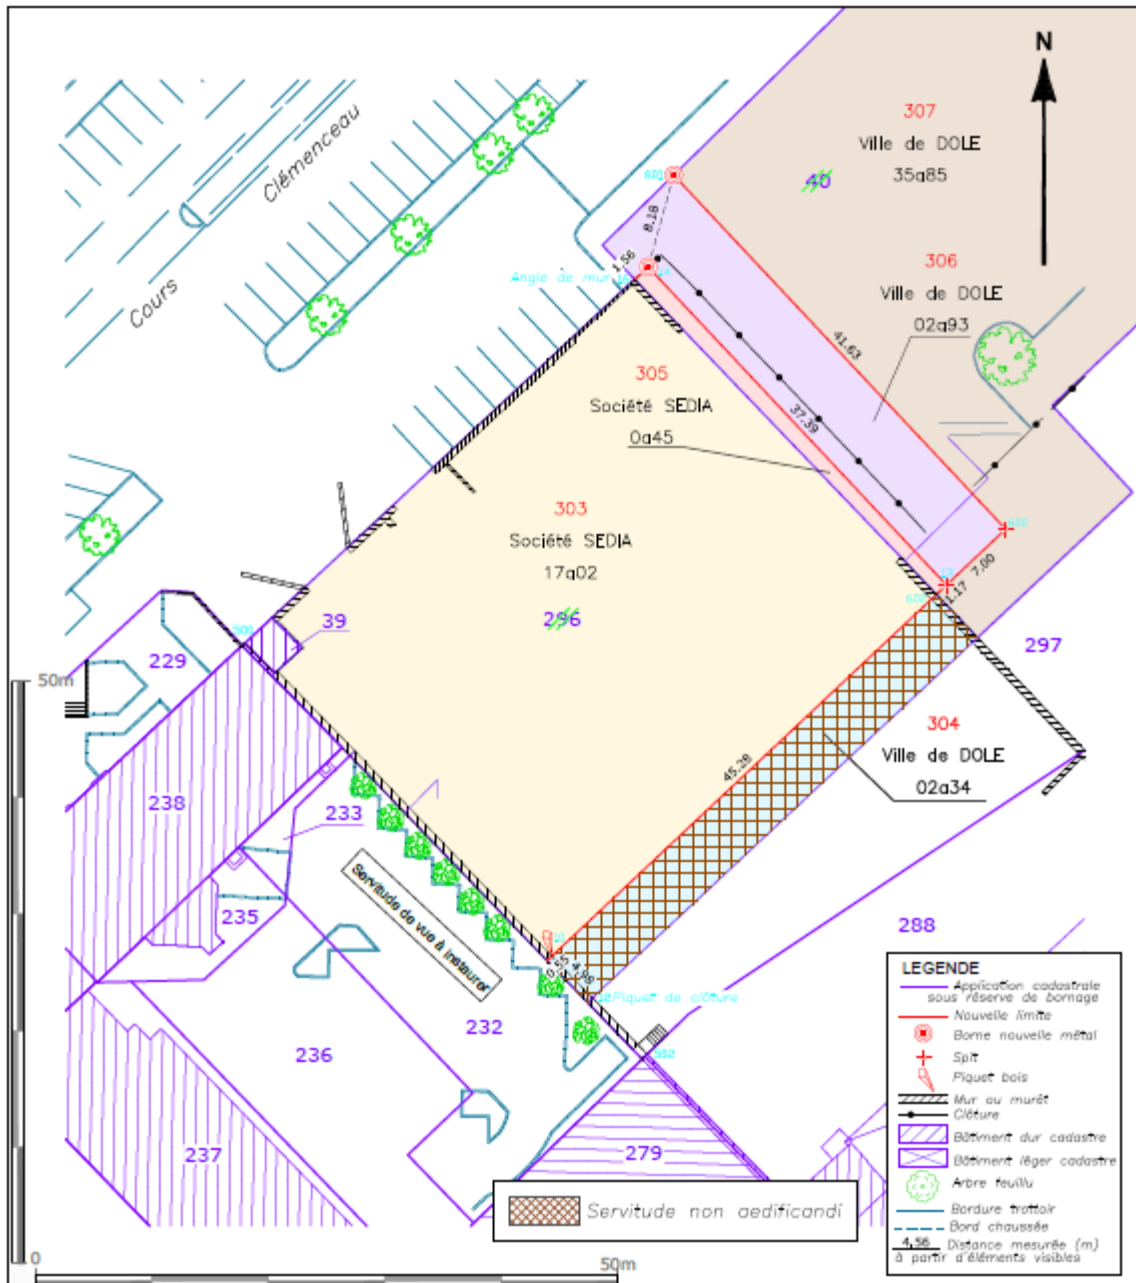 N
307
Ville de DOLE
35a85
40
Clémenceau
Cours
306
Ville de DOLE
02a93
8.18
1.56
Angle de mur
41.63
37.39
305
Société SEDIA
0a45
303
Société SEDIA
17a02
296
7.00
1.17
39
229
297
50m
304
Ville de DOLE
02a34
45.28
238
233
235
Servitude de vue à instaurer
4.98
Piquet de clôture
288
232
236
237
279
502
LEGENDE
Application cadastrale
sous réserve de bornage
Nouvelle limite
Borne nouvelle métal
Spit
Piquet bois
Mur ou murêt
Clôture
Bâtiment dur cadastre
Bâtiment léger cadastre
Arbre feuillu
Bordure trottoir
Bord chaussée
4,56 Distance mesurée (m)
à partir d'éléments visibles
Servitude non aedificandi
0
50m